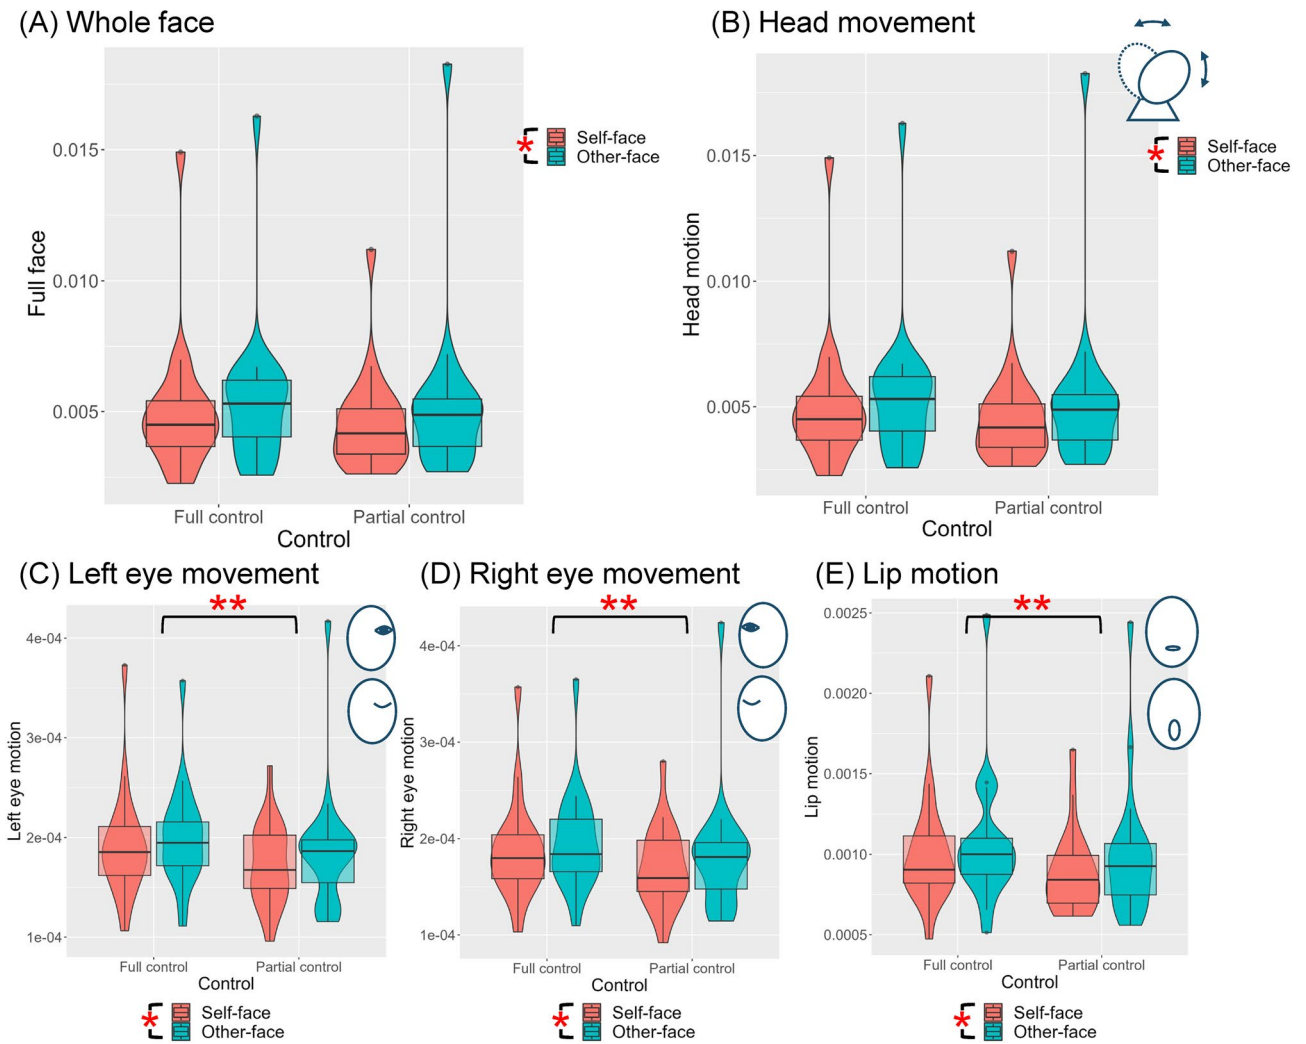 (A) Whole face
(B) Head movement
0.015
0.010
0.005
Full face
Full control
Partial control
Control
*
Self-face
Other-face
0.015
0.010
0.005
Head motion
Full control
Partial control
Control
*
Self-face
Other-face
(C) Left eye movement
(D) Right eye movement
(E) Lip motion
**
4e-04
3e-04
2e-04
1e-04
Left eye motion
Full control
Partial control
Control
*
Self-face
Other-face
**
4e-04
3e-04
2e-04
1e-04
Right eye motion
Full control
Partial control
Control
*
Self-face
Other-face
**
0.0025
0.0020
0.0015
0.0010
0.0005
Lip motion
Full control
Partial control
Control
*
Self-face
Other-face